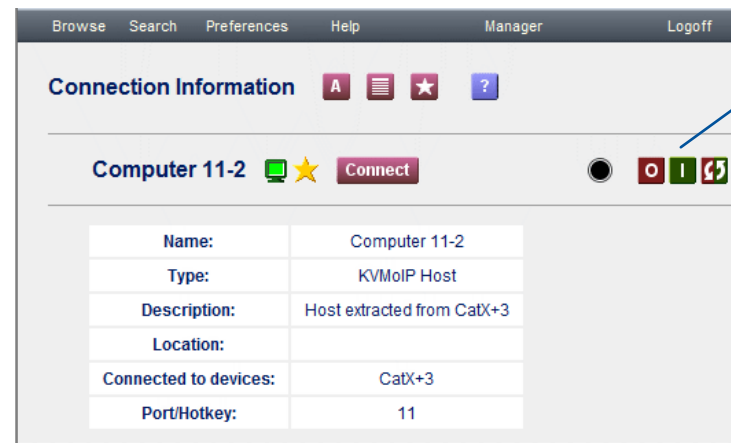 Browse Search Preferences Help Manager Logoff
Connection Information A ?
Computer 11-2 Connect O I
Name: Computer 11-2
Type: KVMoIP Host
Description: Host extracted from CatX+3
Location:
Connected to devices: CatX+3
Port/Hotkey: 11